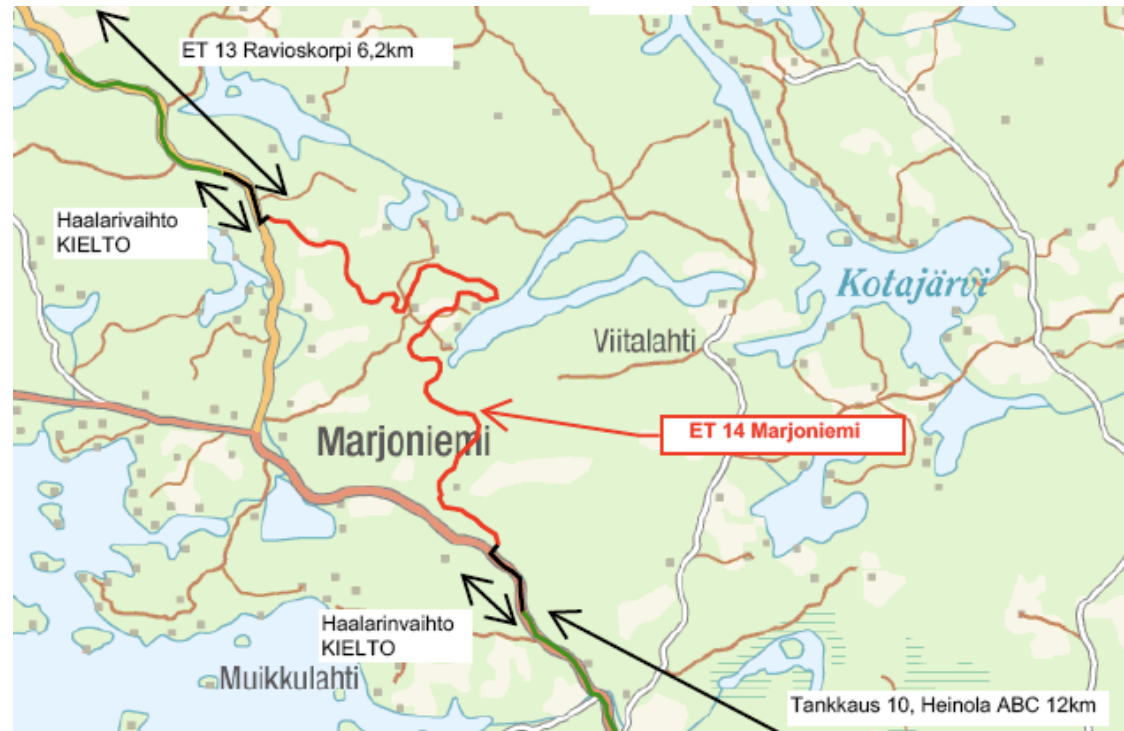 ET 13 Ravioskorpi 6,2km
Haalarivaihto
KIELTO
Kotajärvi
Viitalahti
ET 14 Marjoniemi
Marjoniemi
Haalarinvaihto
KIELTO
Muikkulahti
Tankkaus 10, Heinola ABC 12km